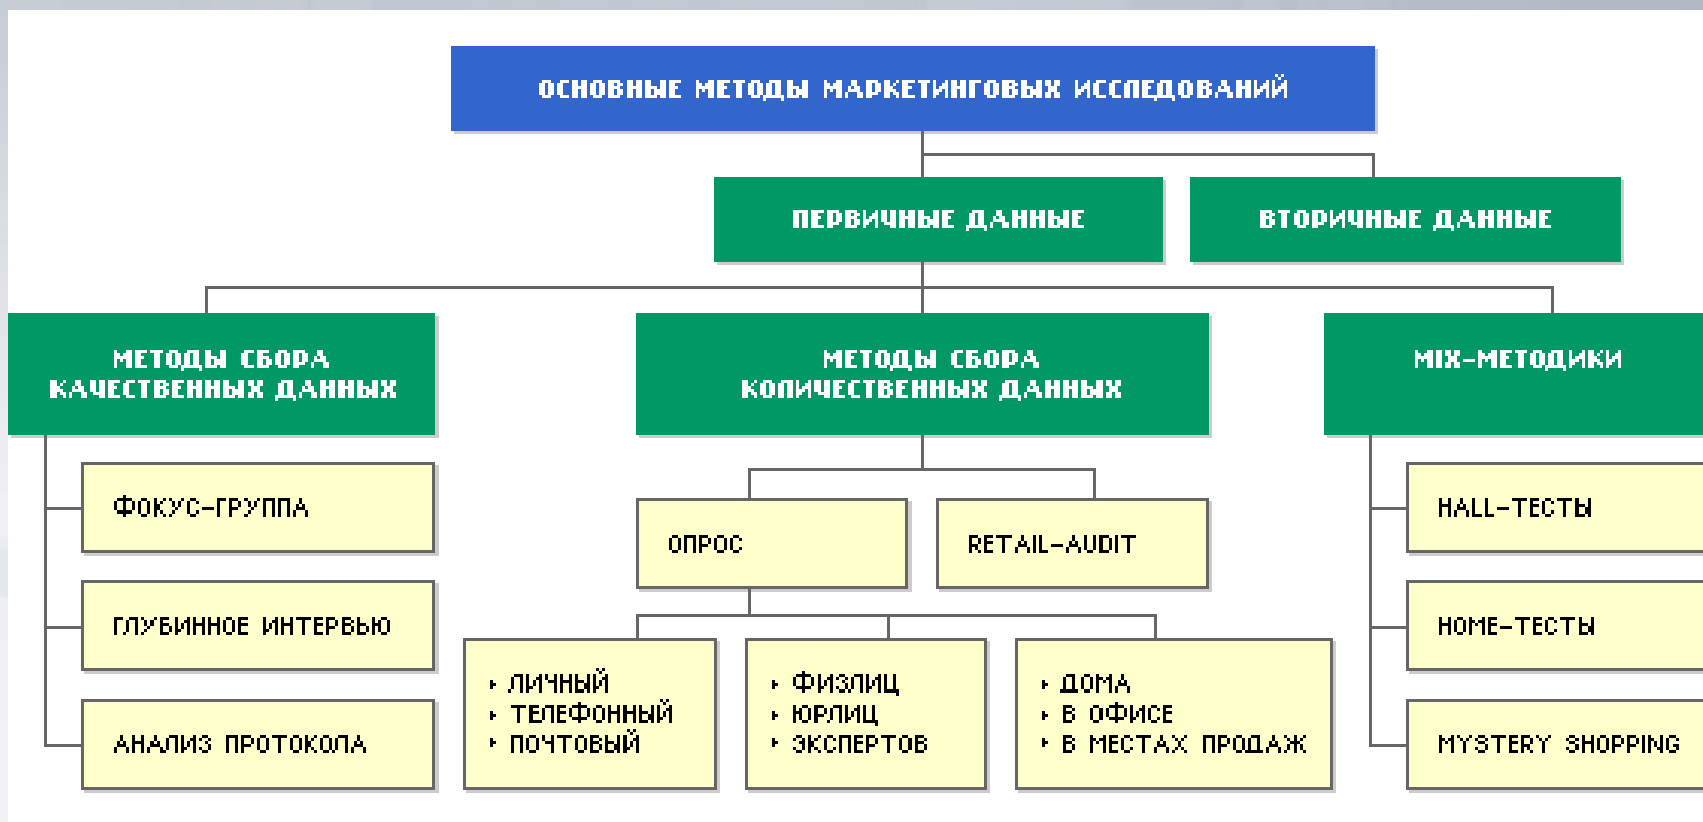 ОСНОВНЫЕ МЕТОДЫ МАРКЕТИНГОВЫХ ИССЛЕДОВАНИЙ
ПЕРВИЧНЫЕ ДАННЫЕ
ВТОРИЧНЫЕ ДАННЫЕ
МЕТОДЫ СБОРА
КАЧЕСТВЕННЫХ ДАННЫХ
МЕТОДЫ СБОРА
КОЛИЧЕСТВЕННЫХ ДАННЫХ
MIX-МЕТОДИКИ
ФОКУС-ГРУППА
ГЛУБИННОЕ ИНТЕРВЬЮ
АНАЛИЗ ПРОТОКОЛА
ОПРОС
RETAIL-AUDIT
ЛИЧНЫЙ
ТЕЛЕФОННЫЙ
ПОЧТОВЫЙ
ФИЗЛИЦ
ЮРЛИЦ
ЭКСПЕРТОВ
ДОМА
В ОФИСЕ
В МЕСТАХ ПРОДАЖ
HALL-ТЕСТЫ
HOME-ТЕСТЫ
MYSTERY SHOPPING